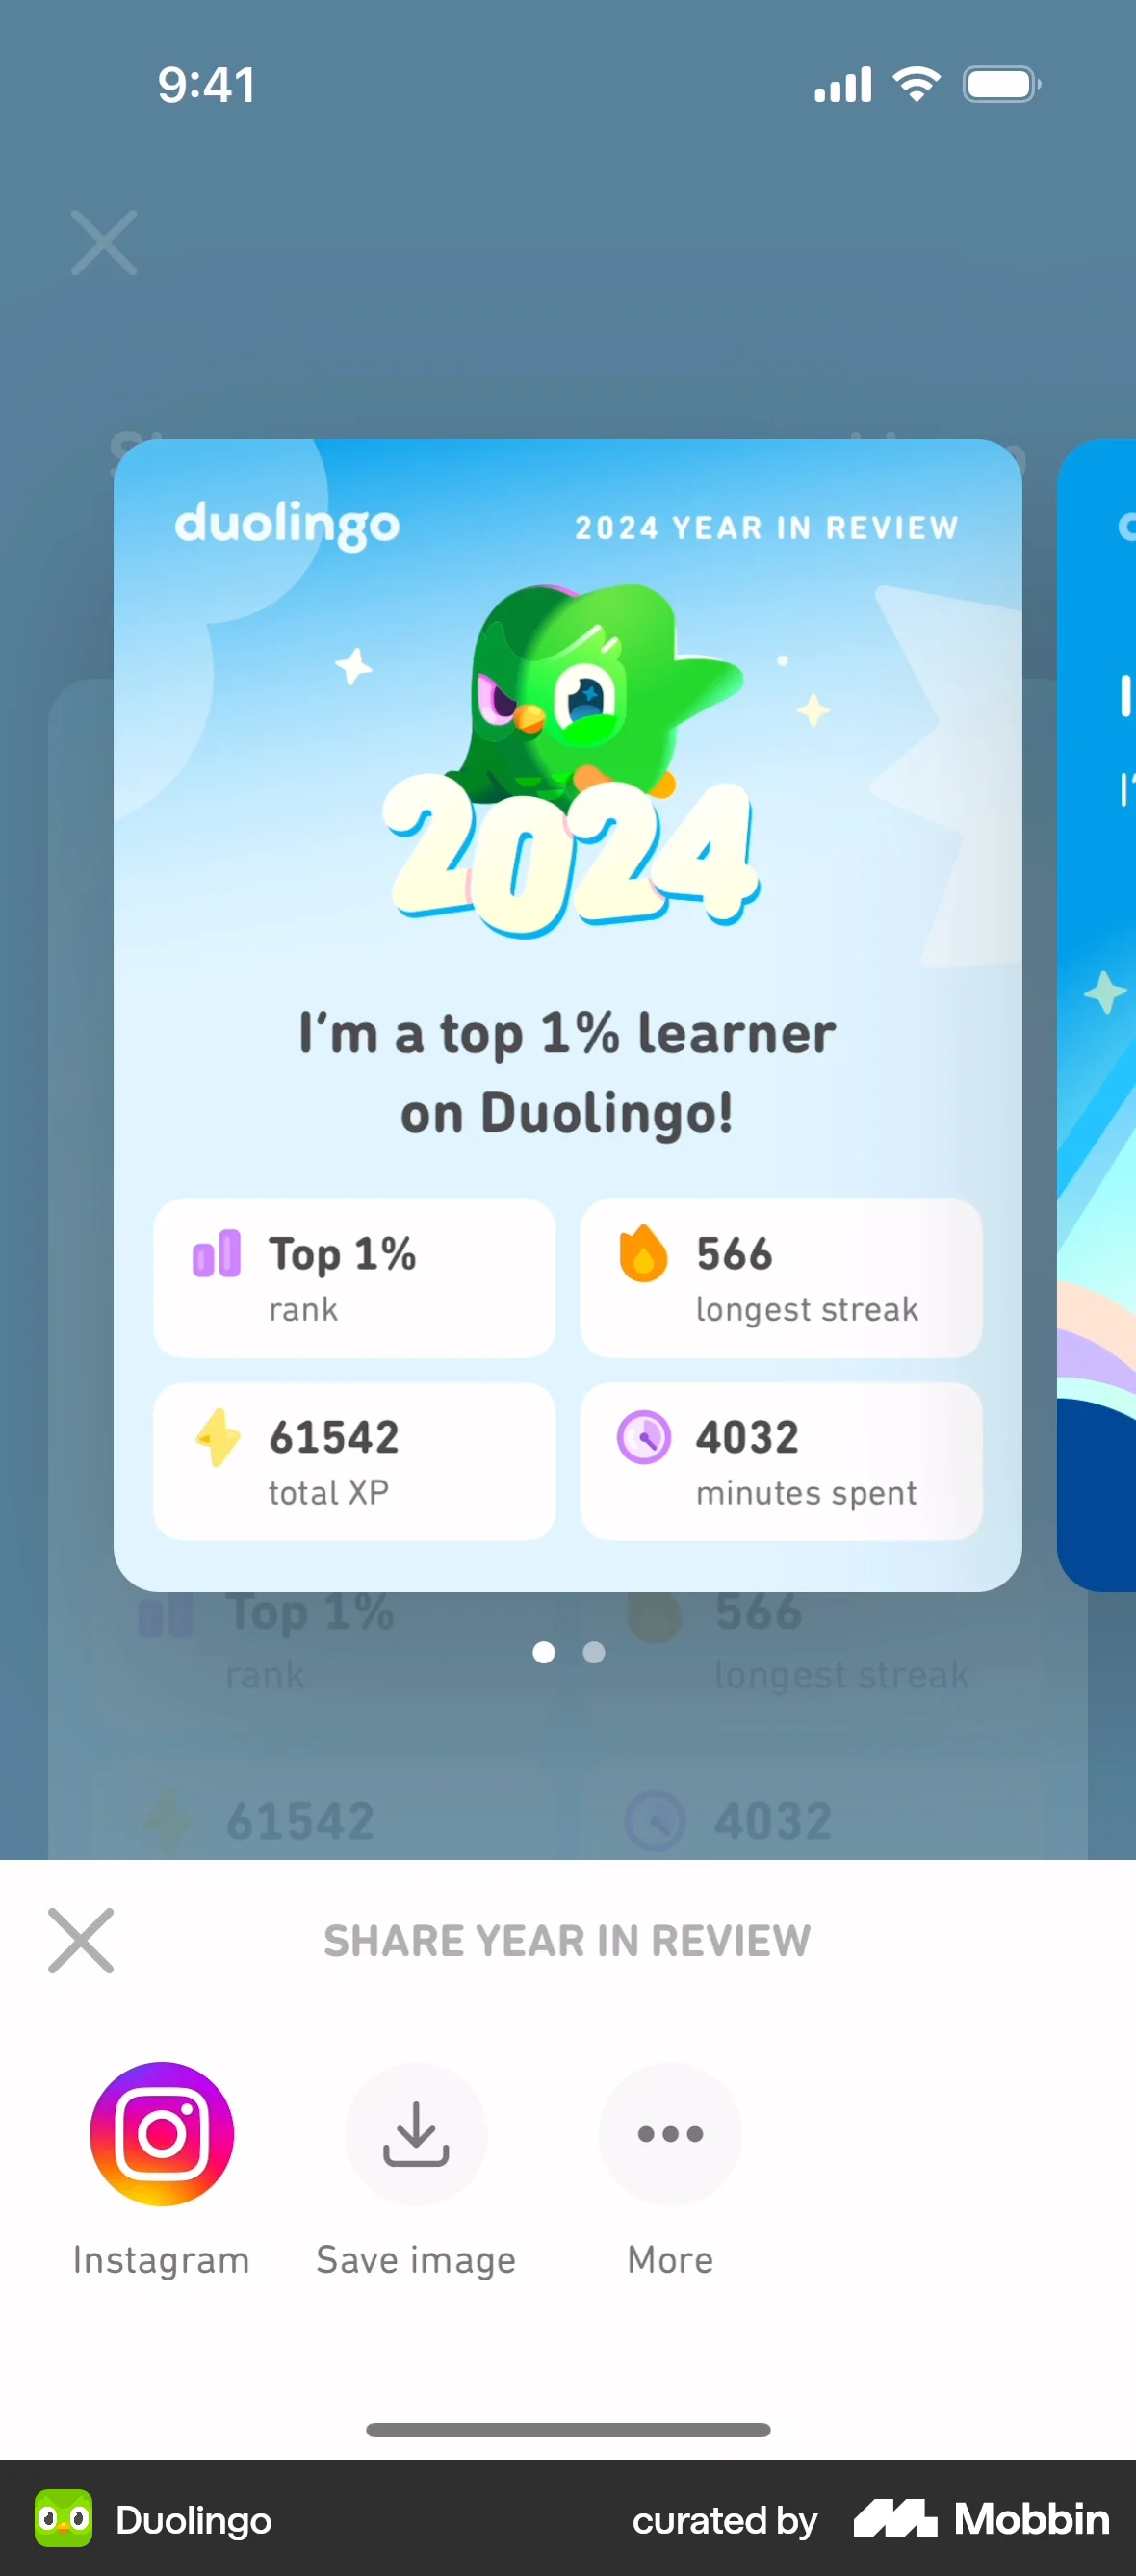 9:41
duolingo
2024 YEAR IN REVIEW
2024
I'm a top 1% learner
on Duolingo!
Top 1%
rank
566
longest streak
61542
total XP
4032
minutes spent
Top 1%
rank
566
longest streak
61542
4032
SHARE YEAR IN REVIEW
Instagram
Save image
More
Duolingo
curated by
Mobbin